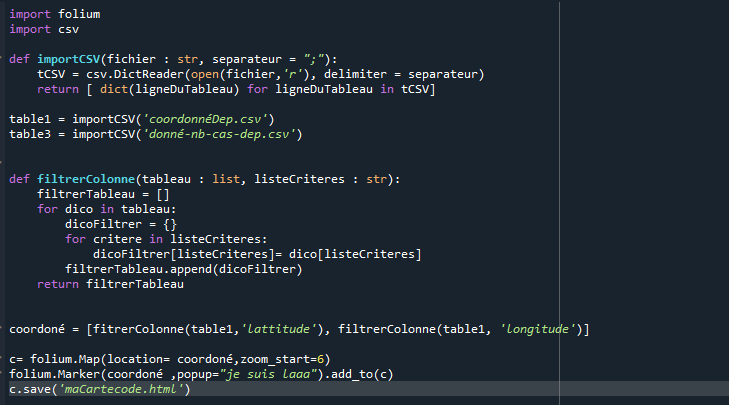 import folium
import csv
def importCSV(fichier : str, separateur = ";"):
tCSV = csv.DictReader(open(fichier,'r'), delimiter = separateur)
return [ dict(ligneDuTableau) for ligneDuTableau in tCSV]
table1 = importCSV('coordonnéDep.csv')
table3 = importCSV('donné-nb-cas-dep.csv')
def filtrerColonne(tableau : list, listeCriteres : str):
filtrerTableau = []
for dico in tableau:
dicoFiltrer = {}
for critere in listeCriteres:
dicoFiltrer[listeCriteres]= dico[listeCriteres]
filtrerTableau.append(dicoFiltrer)
return filtrerTableau
coordoné = [fitrerColonne(table1,'lattitude'), filtrerColonne(table1, 'longitude')]
c= folium.Map(location= coordoné,zoom_start=6)
folium.Marker(coordoné ,popup="je suis laaa").add_to(c)
c.save('maCartecode.html')